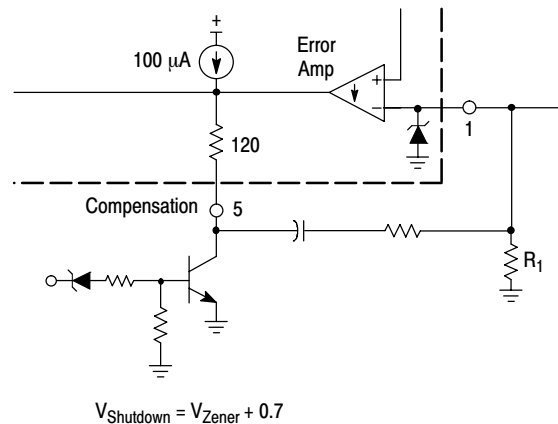 +
100 μA
Error
Amp
+
−
1
120
Compensation
5
R1
VShutdown = VZener + 0.7